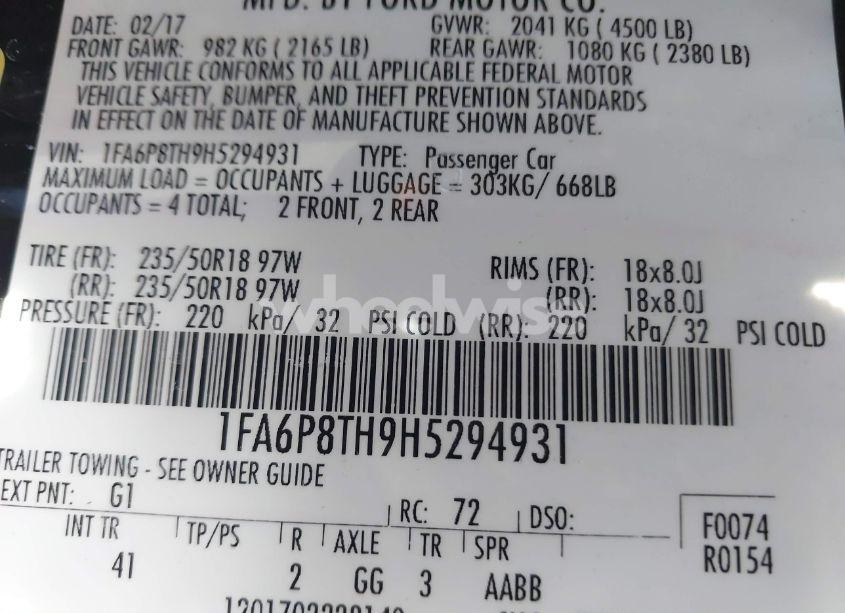 MFD. BY FORD MOTOR CO.
DATE: 02/17 GVWR: 2041 KG ( 4500 LB)
FRONT GAWR: 982 KG ( 2165 LB) REAR GAWR: 1080 KG ( 2380 LB)
THIS VEHICLE CONFORMS TO ALL APPLICABLE FEDERAL MOTOR
VEHICLE SAFETY, BUMPER, AND THEFT PREVENTION STANDARDS
IN EFFECT ON THE DATE OF MANUFACTURE SHOWN ABOVE.
VIN: 1FA6P8TH9H5294931 TYPE: Passenger Car
MAXIMUM LOAD = OCCUPANTS + LUGGAGE = 303KG/ 668LB
OCCUPANTS = 4 TOTAL; 2 FRONT, 2 REAR
TIRE (FR): 235/50R18 97W RIMS (FR): 18x8.0J
(RR): 235/50R18 97W (RR): 18x8.0J
wheelwis
PRESSURE (FR): 220 kPa/ 32 PSI COLD (RR): 220 kPa/ 32 PSI COLD
1FA6P8TH9H5294931
TRAILER TOWING - SEE OWNER GUIDE
EXT PNT: G1 RC: 72 DSO: F0074
INT TR TP/PS R AXLE TR SPR R0154
41 2 GG 3 AABB